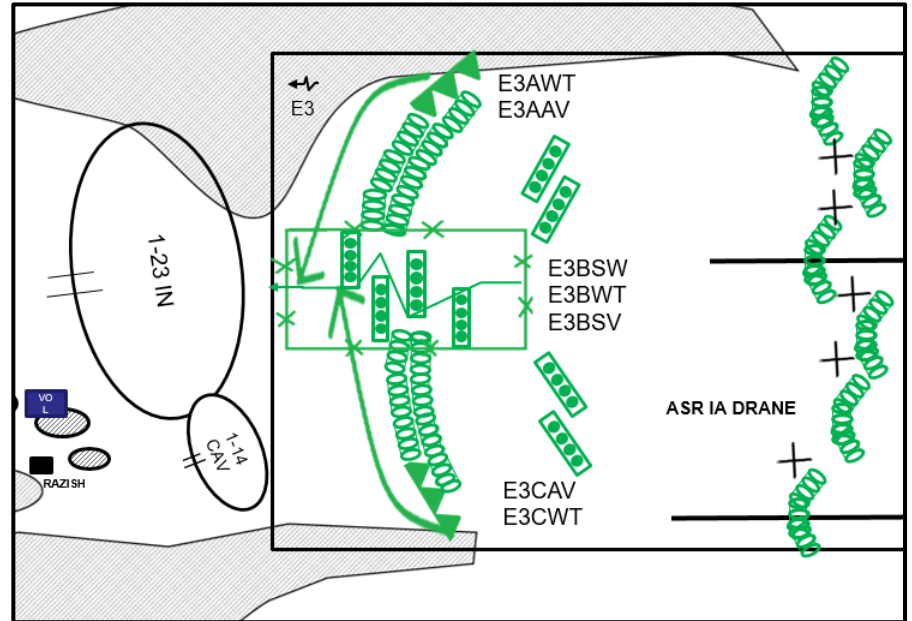 E3
E3AWT
E3AAV
1-23 IN
E3BSW
E3BWT
E3BSV
VO
L
ASR IA DRANE
1-14
CAV
RAZISH
E3CAV
E3CWT